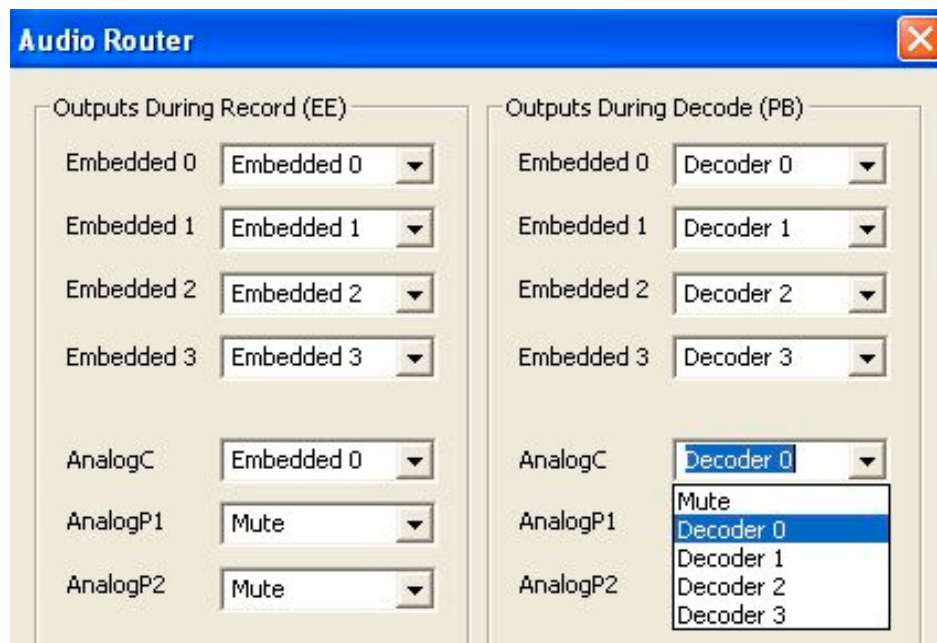 Audio Router
Outputs During Record (EE)
Embedded 0 Embedded 0
Embedded 1 Embedded 1
Embedded 2 Embedded 2
Embedded 3 Embedded 3
AnalogC Embedded 0
AnalogP1 Mute
AnalogP2 Mute
Outputs During Decode (PB)
Embedded 0 Decoder 0
Embedded 1 Decoder 1
Embedded 2 Decoder 2
Embedded 3 Decoder 3
AnalogC Decoder 0
Mute
AnalogP1 Decoder 0
Decoder 1
AnalogP2 Decoder 2
Decoder 3